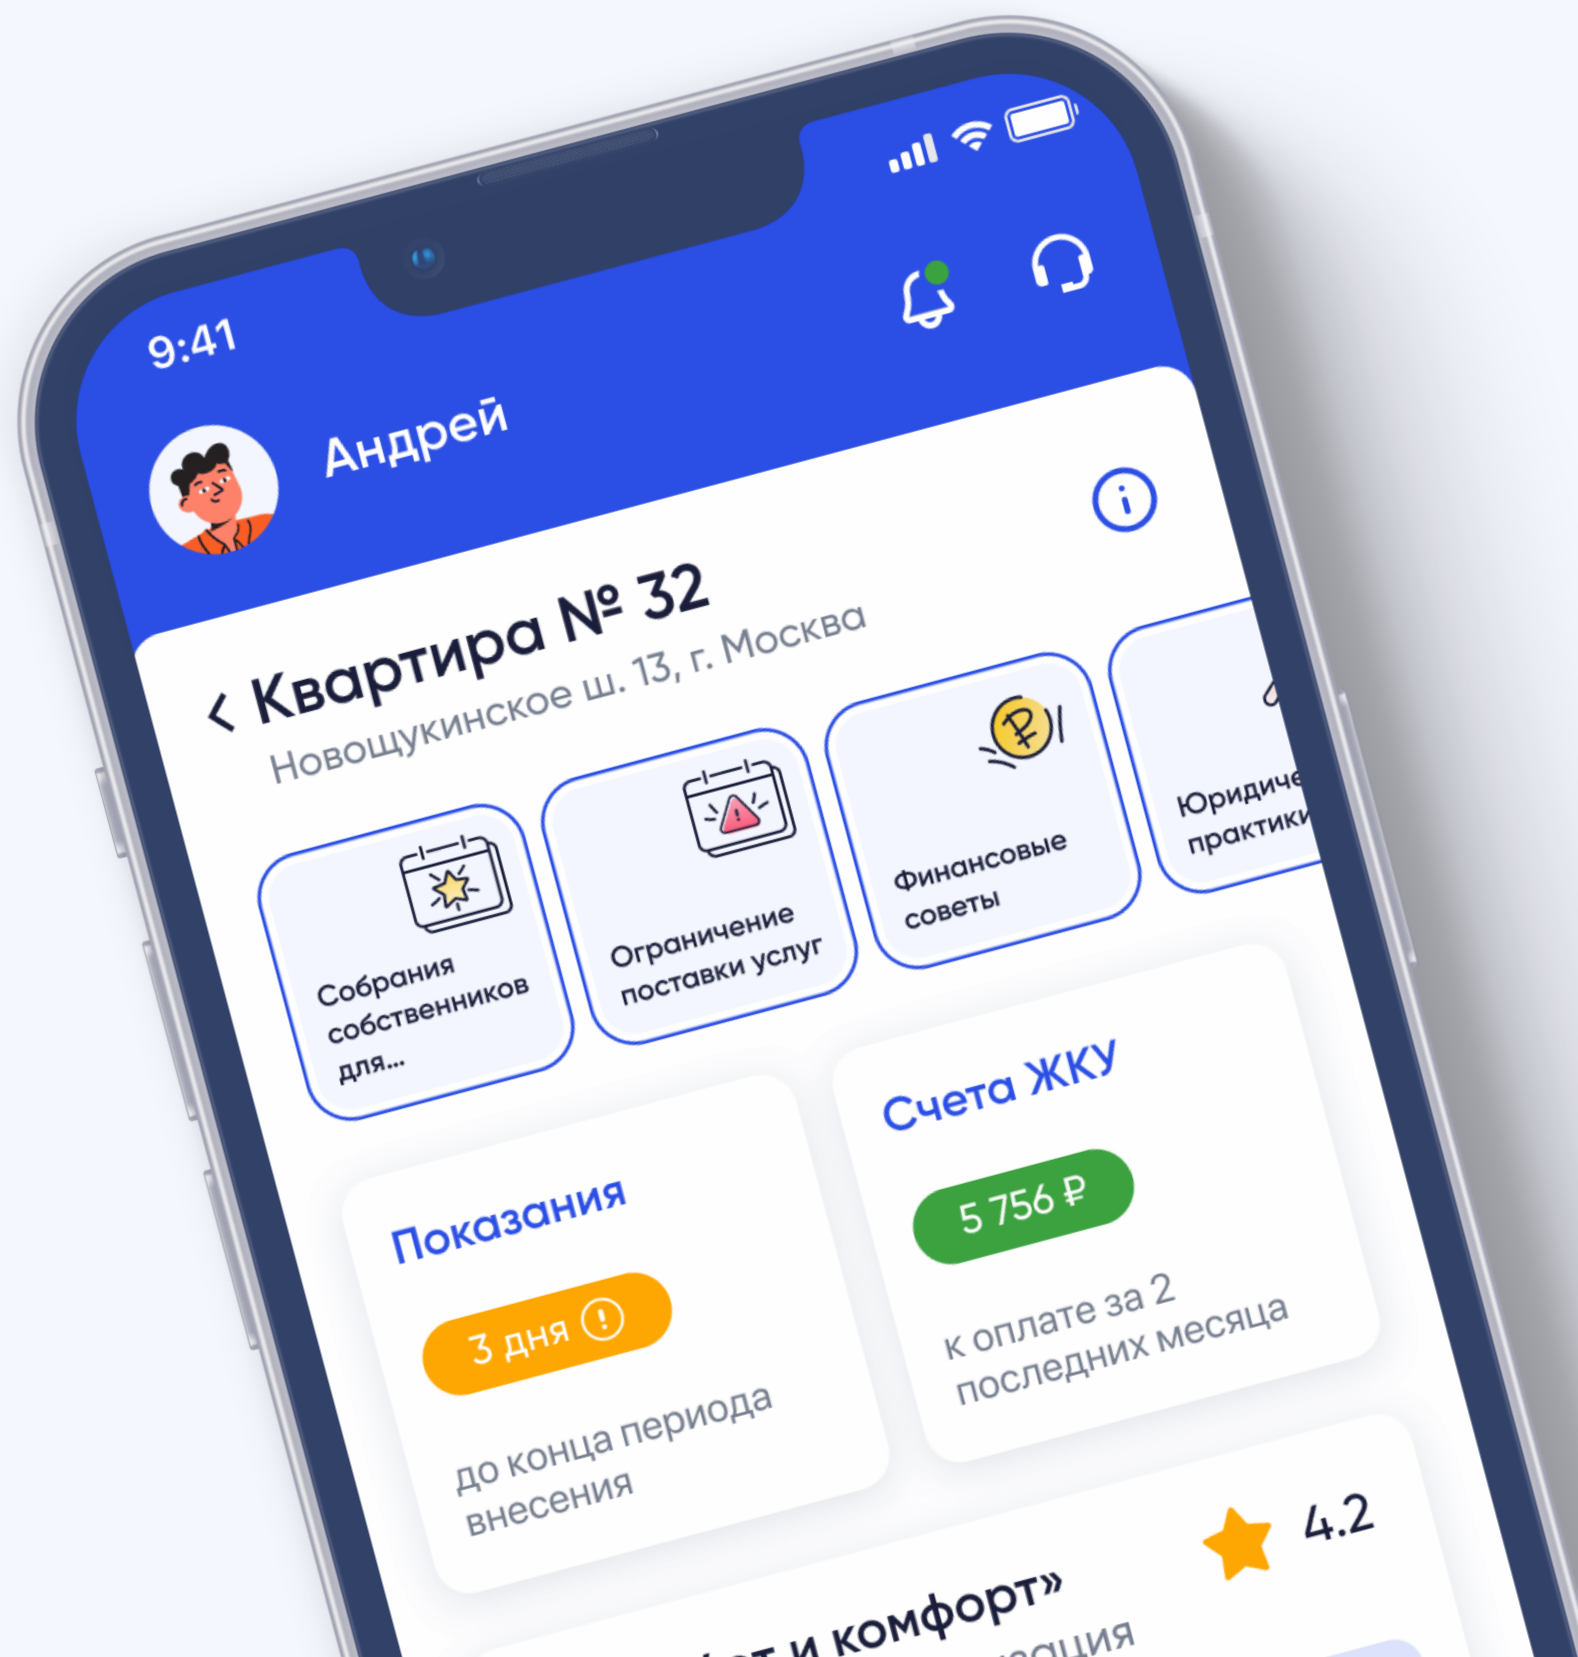 9:41
Андрей
Квартира № 32
Новощукинское ш. 13, г. Москва
Собрания
собственников
для...
Ограничение
поставки услуг
Финансовые
советы
практики
Показания
3 дня
до конца периода
внесения
Счета ЖКУ
5 756 ₽
к оплате за 2
последних месяца
4.2
и комфорт»